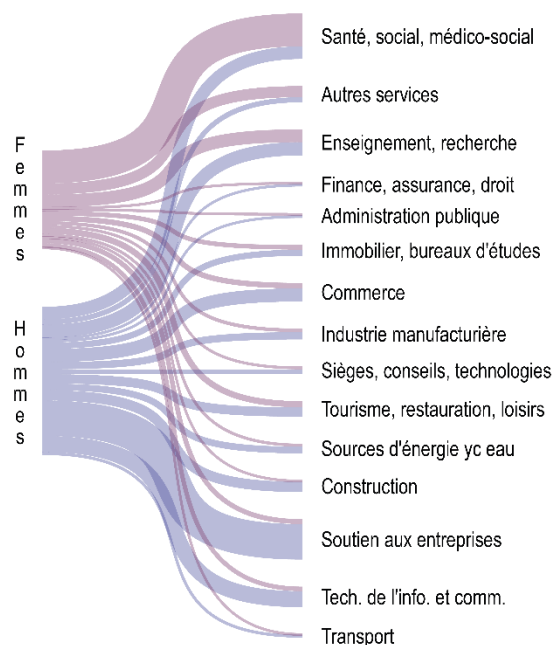 Femmes
Hommes
Santé, social, médico-social
Autres services
Enseignement, recherche
Finance, assurance, droit
Administration publique
Immobilier, bureaux d'études
Commerce
Industrie manufacturière
Sièges, conseils, technologies
Tourisme, restauration, loisirs
Sources d'énergie yc eau
Construction
Soutien aux entreprises
Tech. de l'info. et comm.
Transport